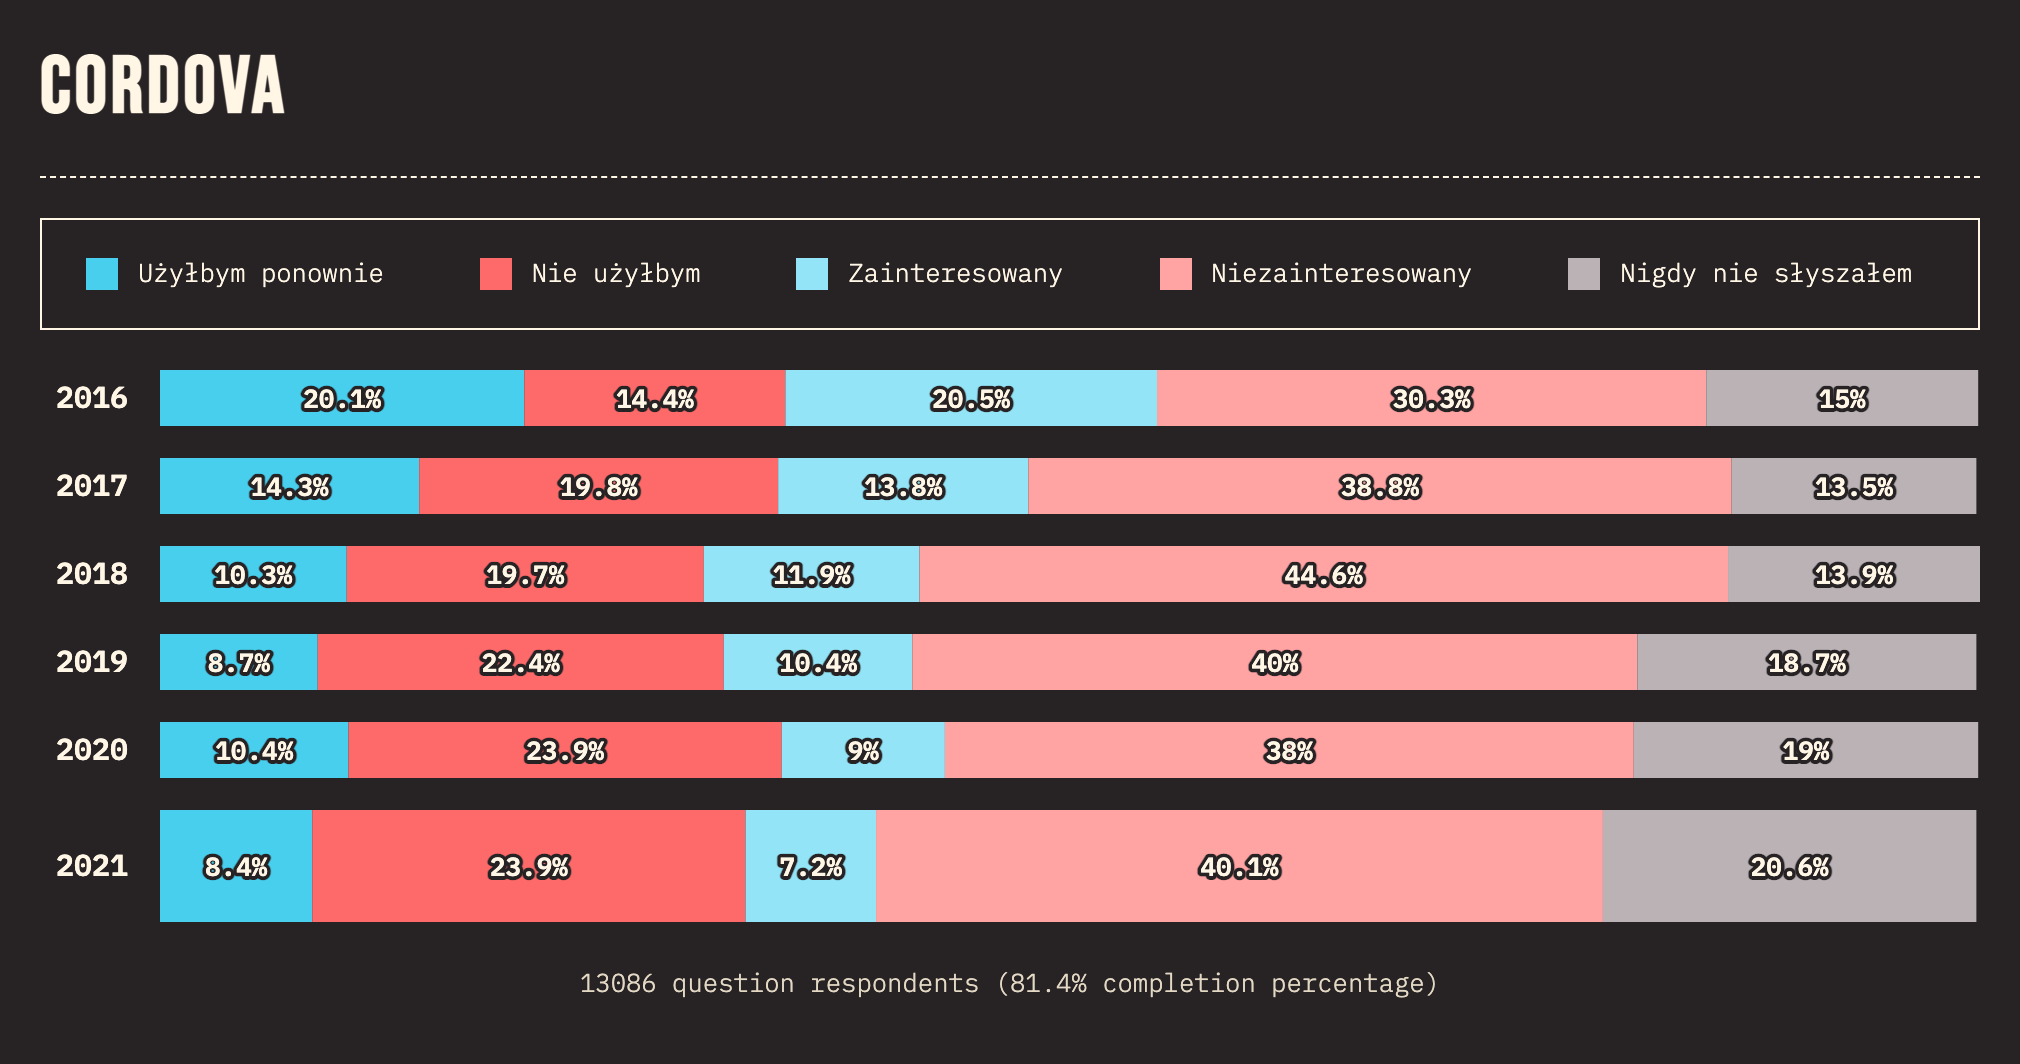 CORDOVA
Użyłbym ponownie Nie użyłbym Zainteresowany Niezainteresowany Nigdy nie słyszałem
2016 20.1% 14.4% 20.5% 30.3% 15%
2017 14.3% 19.8% 13.8% 38.8% 13.5%
2018 10.3% 19.7% 11.9% 44.6% 13.9%
2019 8.7% 22.4% 10.4% 40% 18.7%
2020 10.4% 23.9% 9% 38% 19%
2021 8.4% 23.9% 7.2% 40.1% 20.6%
13086 question respondents (81.4% completion percentage)